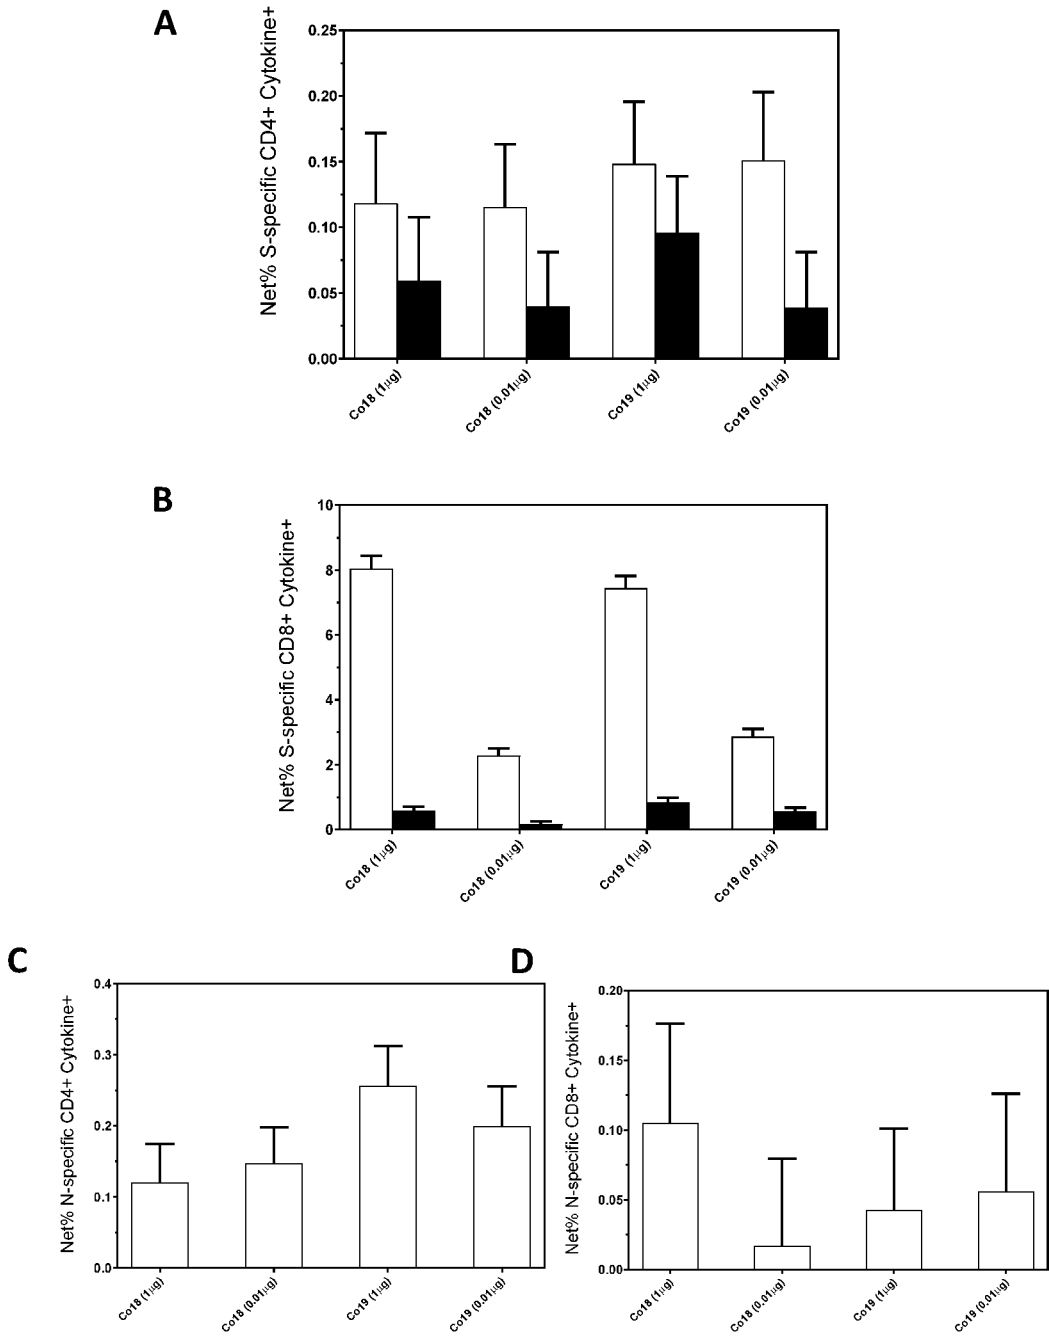 A
Net% S-specific CD4+ Cytokine+
0.25
0.20
0.15
0.10
0.05
0.00
Co18 (1µg)
Co18 (0.01µg)
Co19 (1µg)
Co19 (0.01µg)
B
Net% S-specific CD8+ Cytokine+
10
8
6
4
2
0
Co18 (1µg)
Co18 (0.01µg)
Co19 (1µg)
Co19 (0.01µg)
C
Net% N-specific CD4+ Cytokine+
0.4
0.3
0.2
0.1
0.0
Co18 (1µg)
Co18 (0.01µg)
Co19 (1µg)
Co19 (0.01µg)
D
Net% N-specific CD8+ Cytokine+
0.20
0.15
0.10
0.05
0.00
Co18 (1µg)
Co18 (0.01µg)
Co19 (1µg)
Co19 (0.01µg)